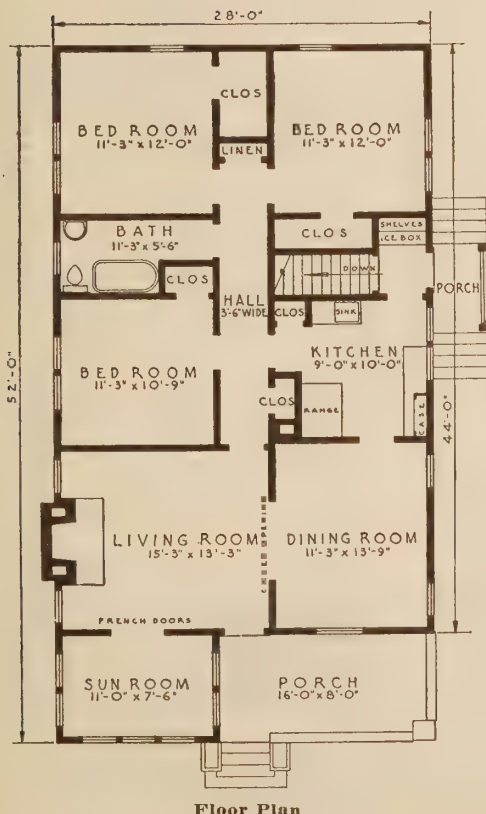 28'-0"
CLOS
BED ROOM
11'-3" x 12'-0"
BED ROOM
11'-3" x 12'-0"
LINEN
BATH
11'-3" x 5'-6"
CLOS
SHELVES
ICE BOX
DOWN
CLOS
HALL
3'-6" WIDE
CLOS
SINK
PORCH
52'-0"
BED ROOM
11'-3" x 10'-9"
KITCHEN
9'-0" x 10'-0"
CLOS
RANGE
CASE
44'-0"
LIVING ROOM
15'-3" x 13'-3"
CASED OPENING
DINING ROOM
11'-3" x 13'-9"
FRENCH DOORS
SUN ROOM
11'-0" x 7'-6"
PORCH
16'-0" x 8'-0"
Floor Plan